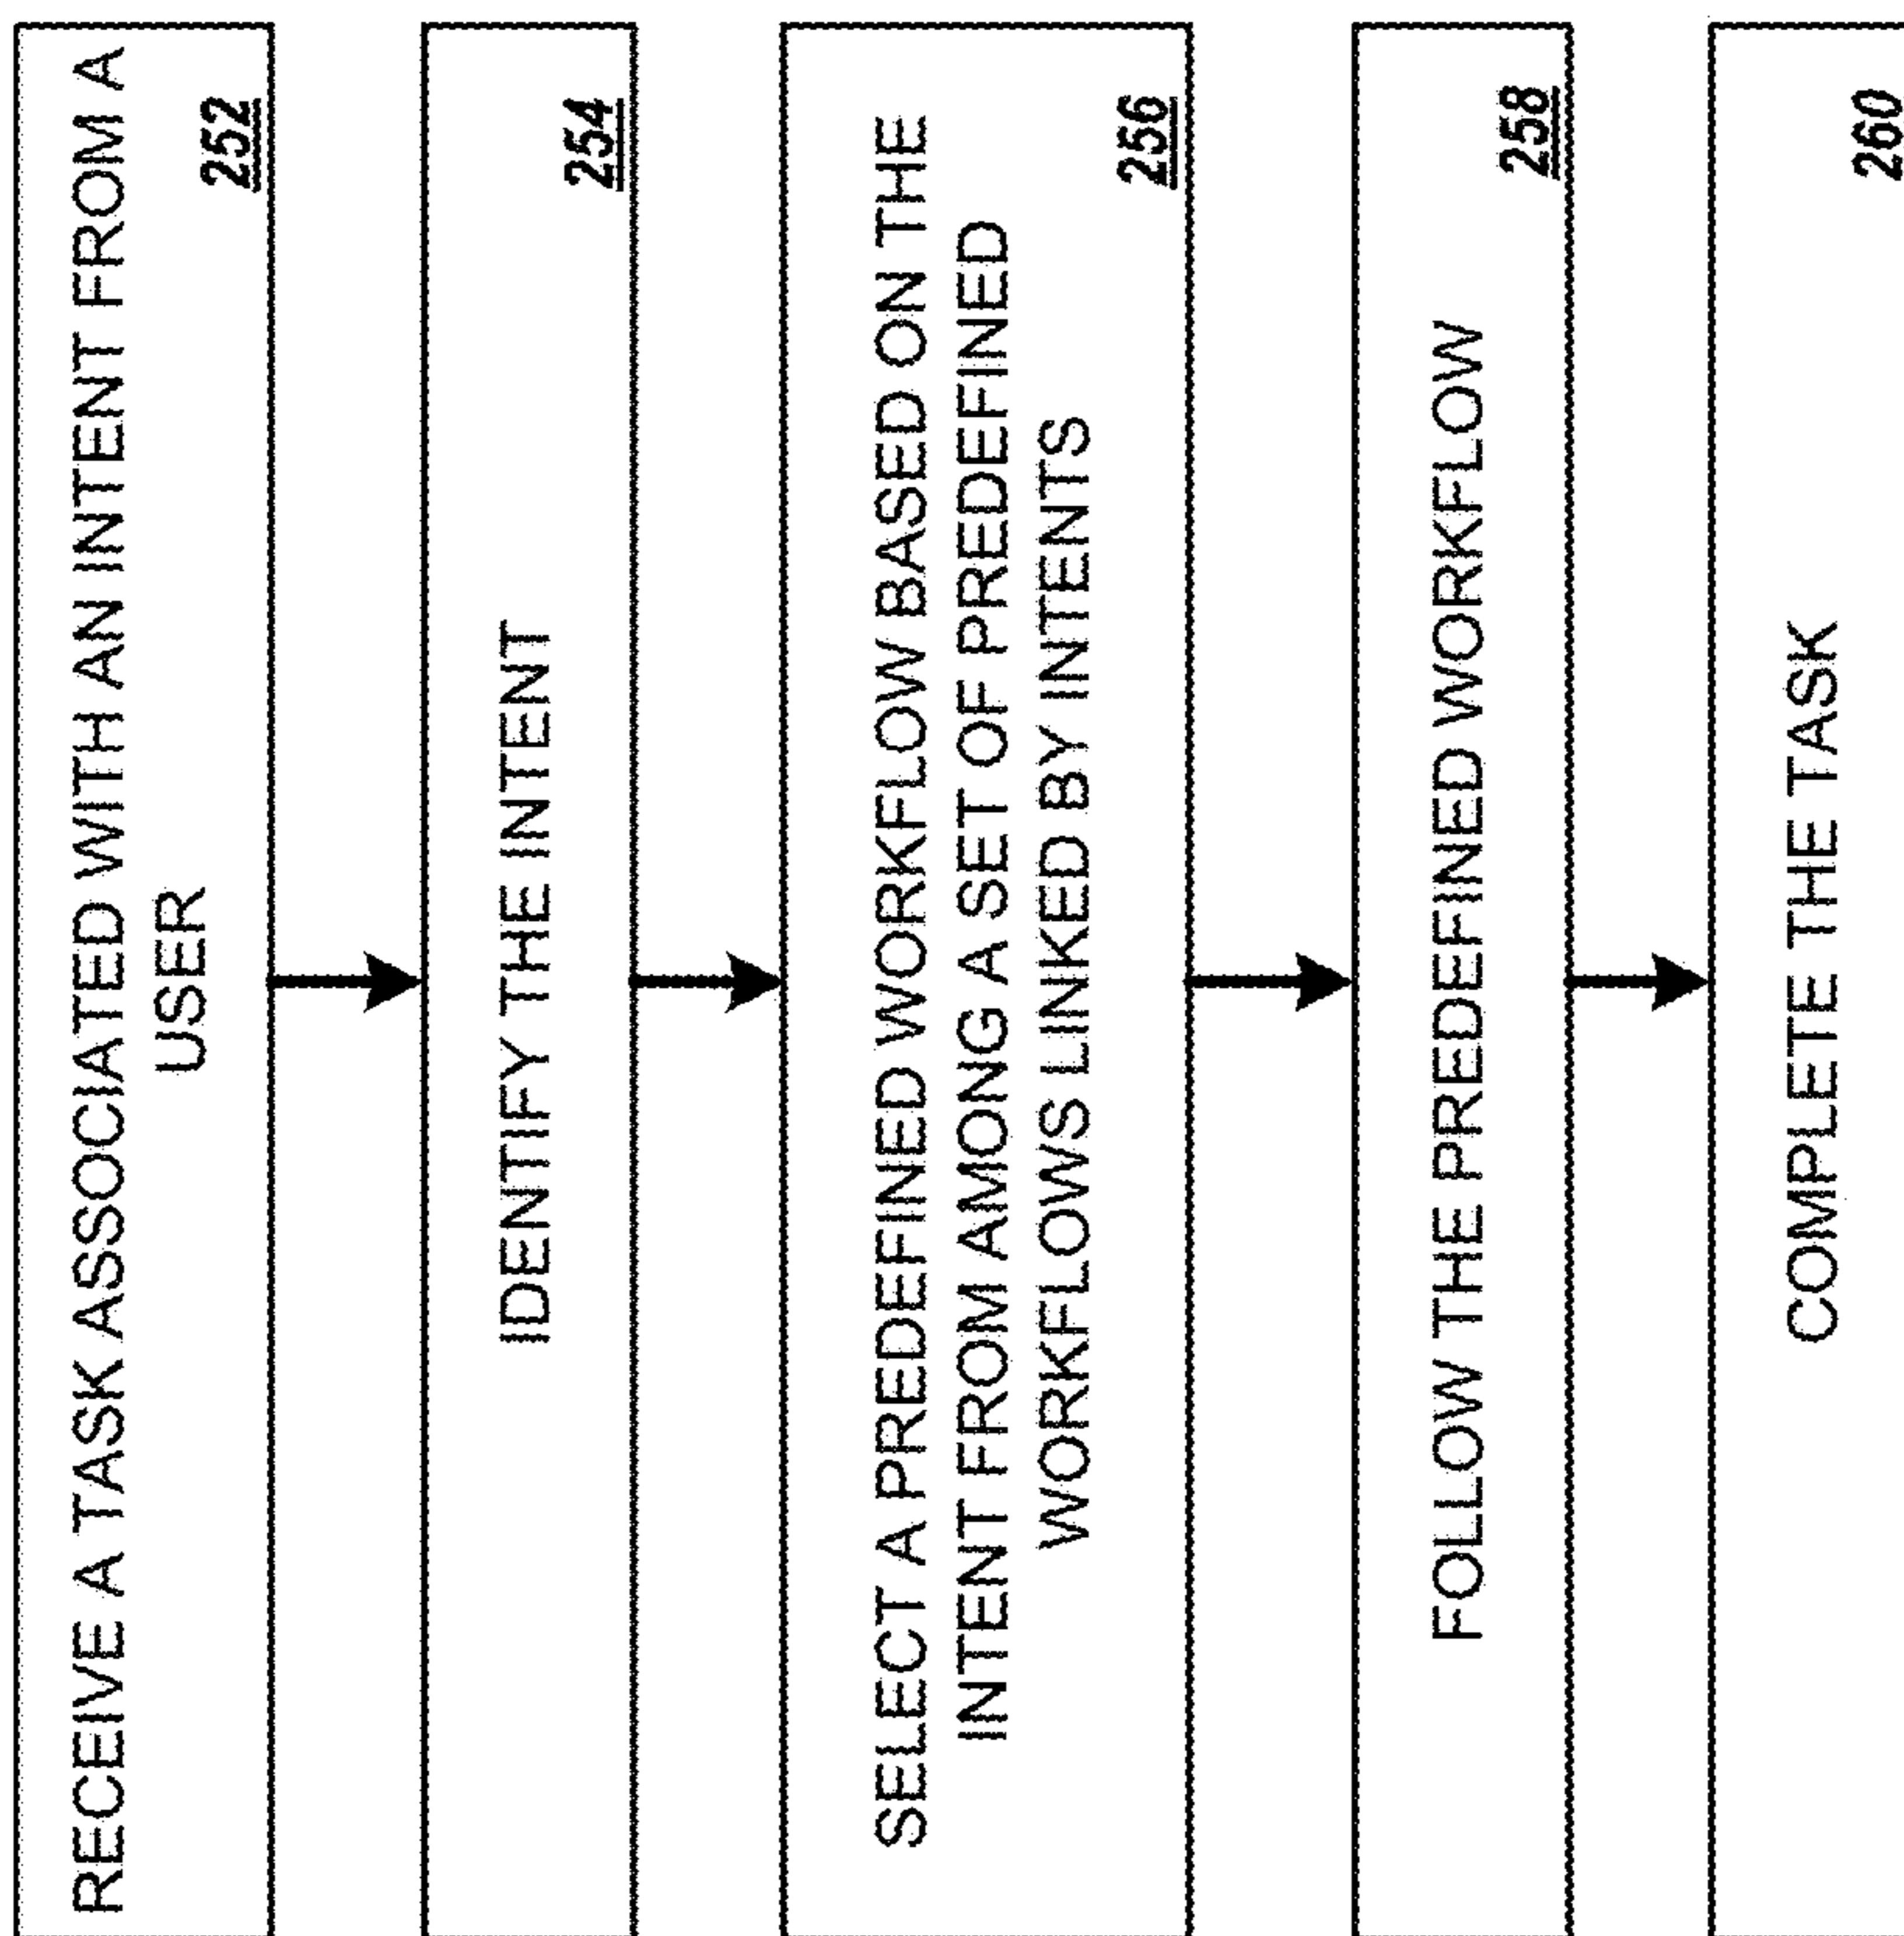 RECEIVE A TASK ASSOCIATED WITH AN INTENT FROM A
USER
252
IDENTIFY THE INTENT
254
SELECT A PREDEFINED WORKFLOW BASED ON THE
INTENT FROM AMONG A SET OF PREDEFINED
WORKFLOWS LINKED BY INTENTS
256
FOLLOW THE PREDEFINED WORKFLOW
258
COMPLETE THE TASK
260